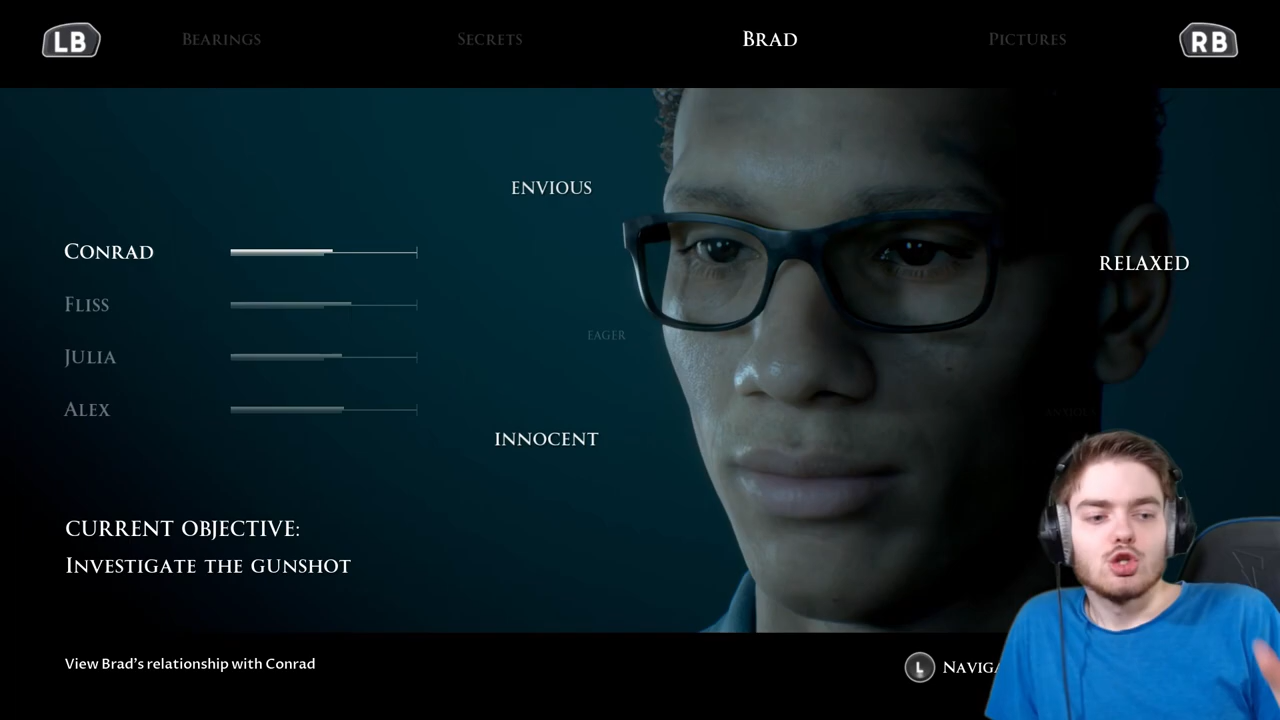 LB
BEARINGS
SECRETS
BRAD
PICTURES
RB
ENVIOUS
CONRAD
RELAXED
FLISS
EAGER
JULIA
ALEX
INNOCENT
CURRENT OBJECTIVE:
INVESTIGATE THE GUNSHOT
View Brad's relationship with Conrad
L